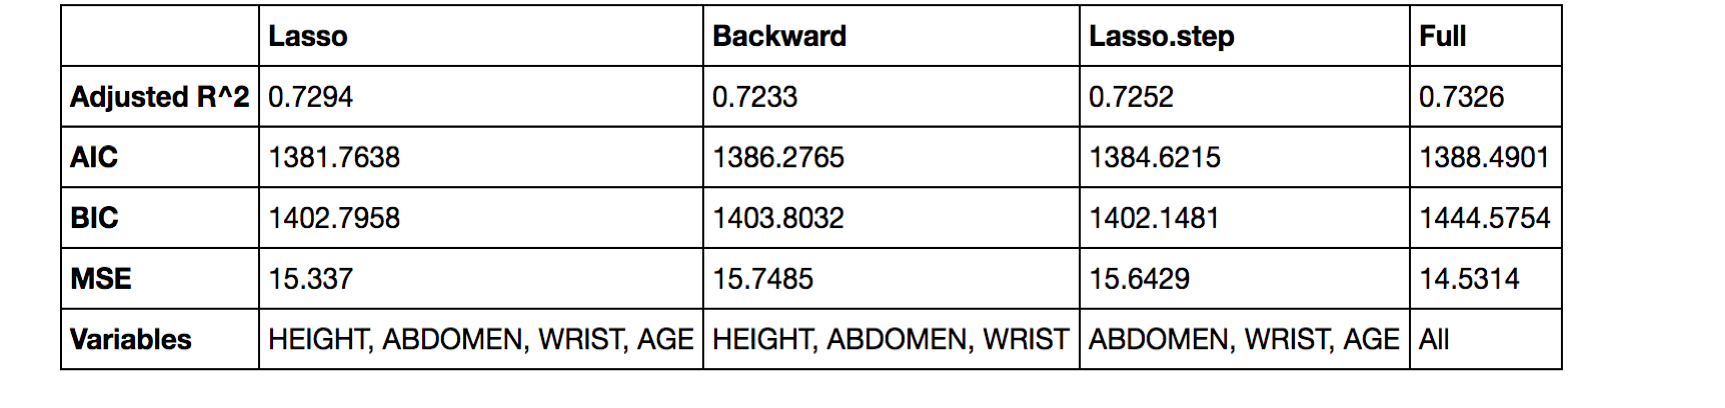 Lasso Backward Lasso.step Full
Adjusted R^2 0.7294 0.7233 0.7252 0.7326
AIC 1381.7638 1386.2765 1384.6215 1388.4901
BIC 1402.7958 1403.8032 1402.1481 1444.5754
MSE 15.337 15.7485 15.6429 14.5314
Variables HEIGHT, ABDOMEN, WRIST, AGE HEIGHT, ABDOMEN, WRIST ABDOMEN, WRIST, AGE All